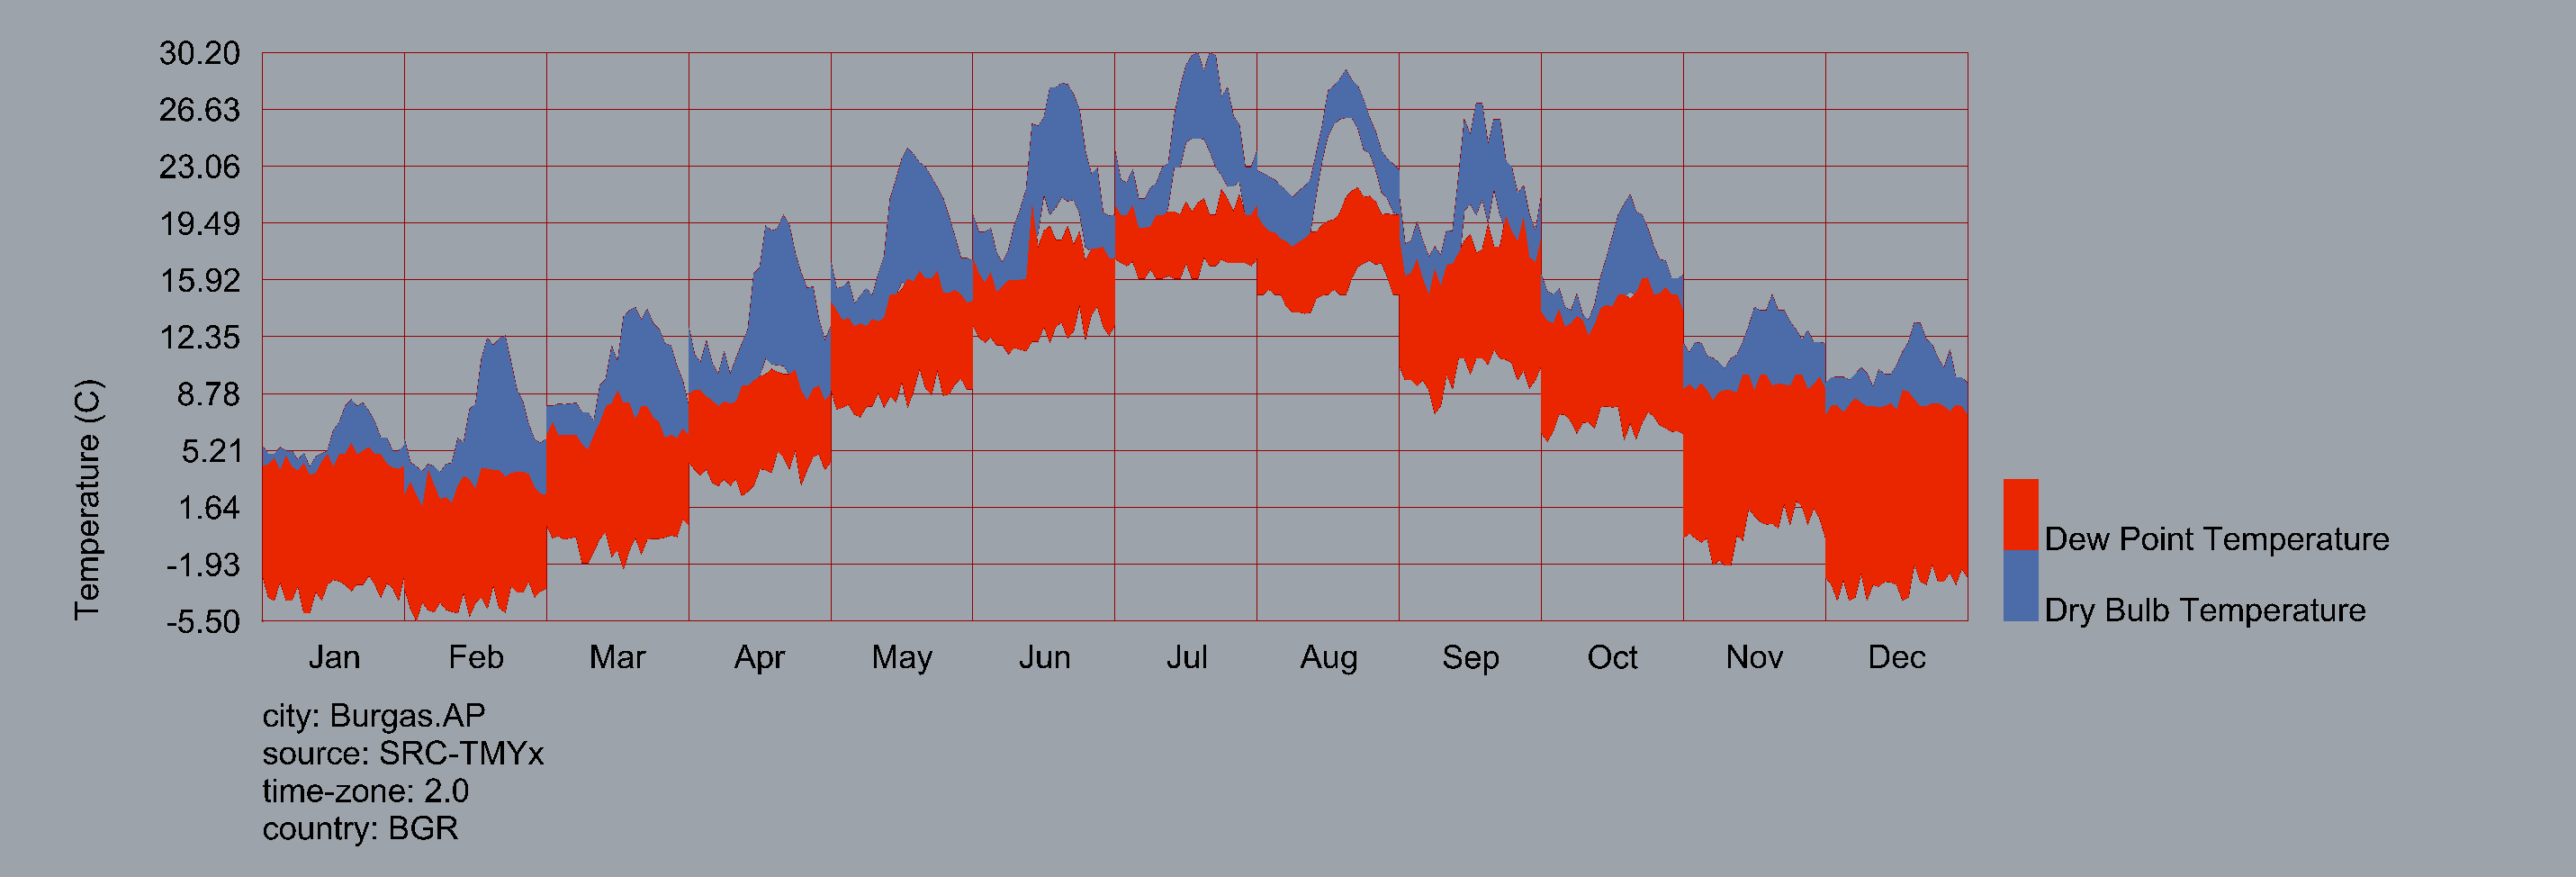 30.20
26.63
23.06
19.49
15.92
12.35
8.78
5.21
1.64
-1.93
-5.50
Temperature (C)
Jan Feb Mar Apr May Jun Jul Aug Sep Oct Nov Dec
Dew Point Temperature
Dry Bulb Temperature
city: Burgas.AP
source: SRC-TMYx
time-zone: 2.0
country: BGR